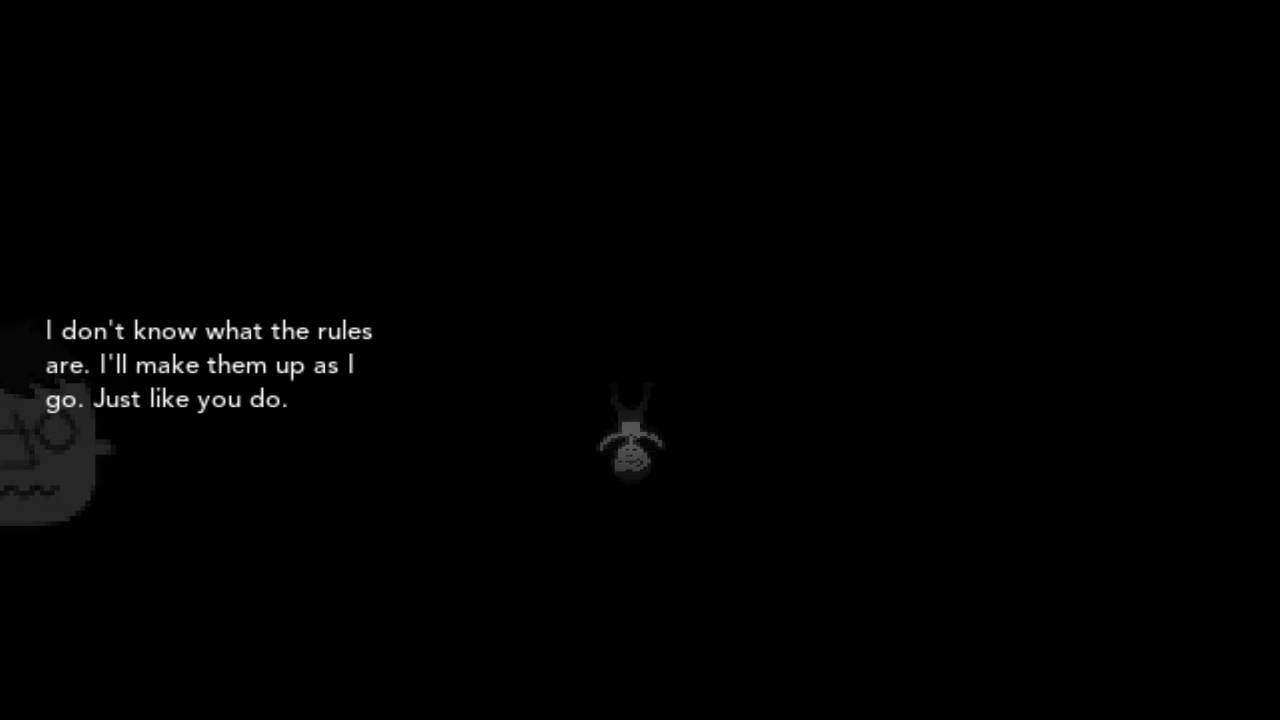 I don't know what the rules
are. I'll make them up as I
go. Just like you do.